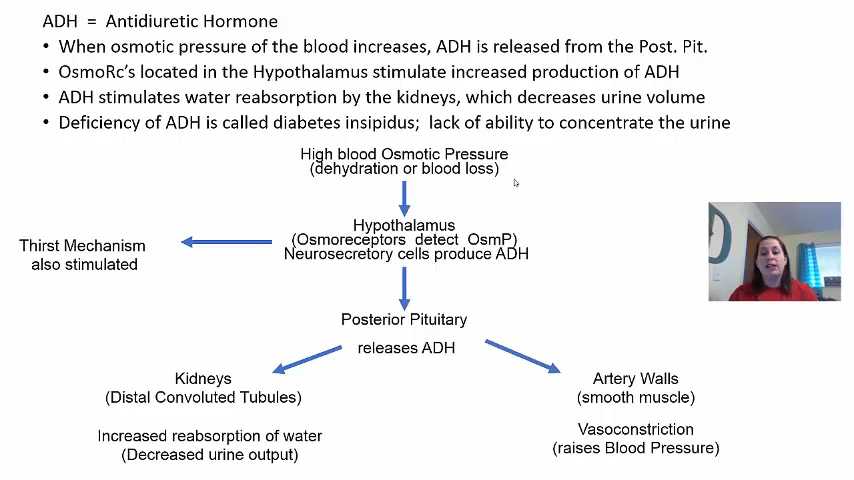 ADH = Antidiuretic Hormone
• When osmotic pressure of the blood increases, ADH is released from the Post. Pit.
• OsmoRc's located in the Hypothalamus stimulate increased production of ADH
• ADH stimulates water reabsorption by the kidneys, which decreases urine volume
• Deficiency of ADH is called diabetes insipidus; lack of ability to concentrate the urine
High blood Osmotic Pressure
(dehydration or blood loss)
Hypothalamus
(Osmoreceptors detect OsmP)
Neurosecretory cells produce ADH
Thirst Mechanism
also stimulated
Posterior Pituitary
releases ADH
Kidneys
(Distal Convoluted Tubules)
Increased reabsorption of water
(Decreased urine output)
Artery Walls
(smooth muscle)
Vasoconstriction
(raises Blood Pressure)